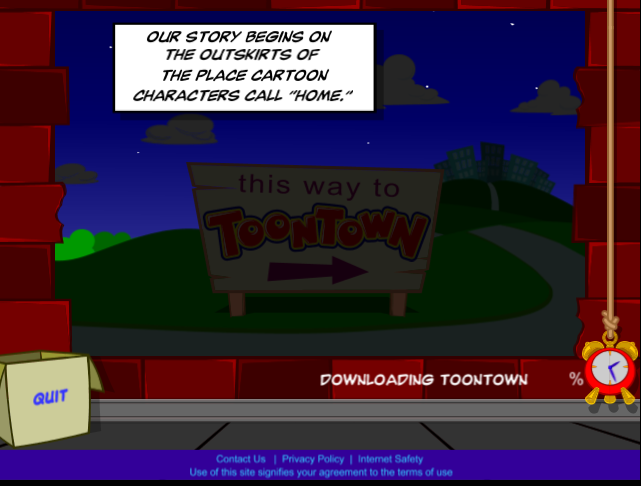 OUR STORY BEGINS ON
THE OUTSKIRTS OF
THE PLACE CARTOON
CHARACTERS CALL "HOME."
this way to
TOONTOWN
DOWNLOADING TOONTOWN %
QUIT
Contact Us | Privacy Policy | Internet Safety
Use of this site signifies your agreement to the terms of use